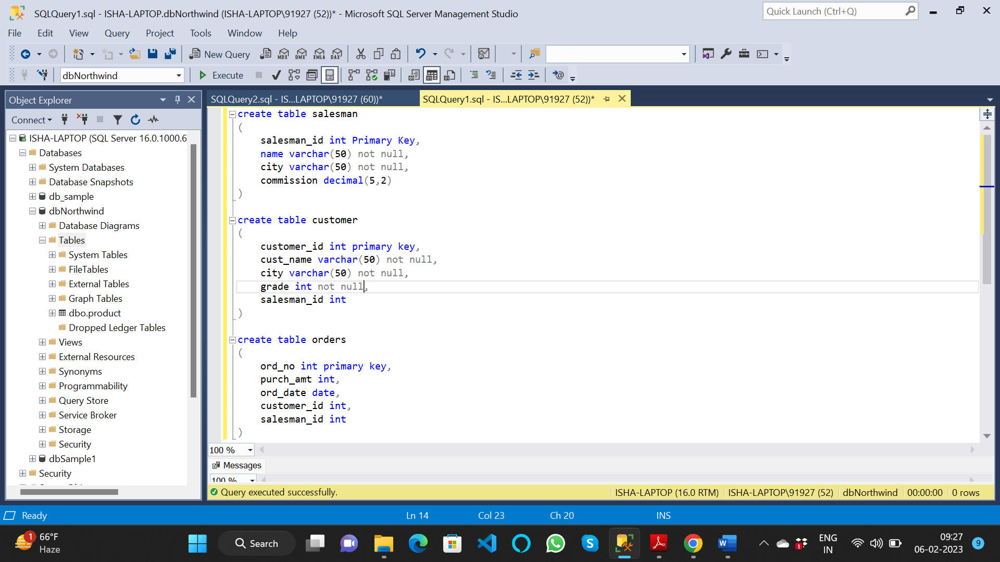 SQLQuery1.sql - ISHA-LAPTOP.dbNorthwind (ISHA-LAPTOP\91927 (52))* - Microsoft SQL Server Management Studio
Quick Launch (Ctrl+Q)
File Edit View Query Project Tools Window Help
New Query MDX DMX XMLA DAX
dbNorthwind Execute
Object Explorer
Connect
ISHA-LAPTOP (SQL Server 16.0.1000.6
Databases
System Databases
Database Snapshots
db_sample
dbNorthwind
Database Diagrams
Tables
System Tables
FileTables
External Tables
Graph Tables
dbo.product
Dropped Ledger Tables
Views
External Resources
Synonyms
Programmability
Query Store
Service Broker
Storage
Security
dbSample1
Security
SQLQuery2.sql - IS...LAPTOP\91927 (60))*
SQLQuery1.sql - IS...LAPTOP\91927 (52))*
create table salesman
(
salesman_id int Primary Key,
name varchar(50) not null,
city varchar(50) not null,
commission decimal(5,2)
)
create table customer
(
customer_id int primary key,
cust_name varchar(50) not null,
city varchar(50) not null,
grade int not null,
salesman_id int
)
create table orders
(
ord_no int primary key,
purch_amt int,
ord_date date,
customer_id int,
salesman_id int
)
100 %
Messages
100 %
Query executed successfully.
ISHA-LAPTOP (16.0 RTM) ISHA-LAPTOP\91927 (52) dbNorthwind 00:00:00 0 rows
Ready Ln 14 Col 23 Ch 20 INS
1
66°F
Haze
Search
1
ENG
IN
09:27
06-02-2023
9